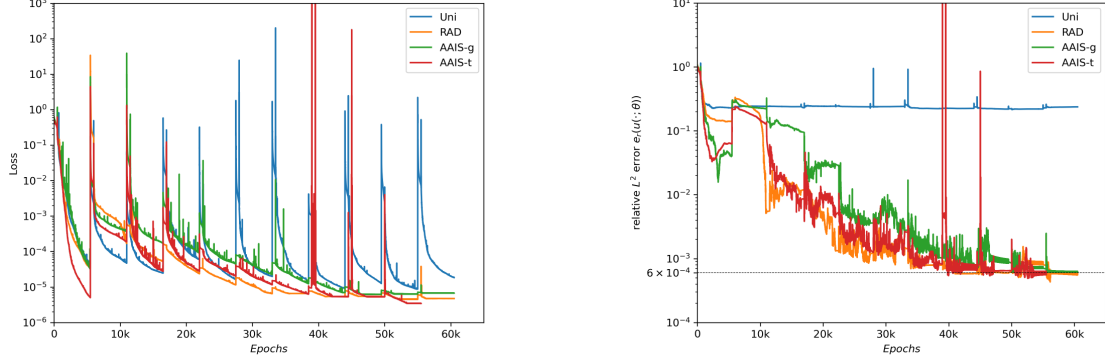 10³
10²
10¹
10⁰
10⁻¹
10⁻²
10⁻³
10⁻⁴
10⁻⁵
10⁻⁶
Loss
0
10k
20k
30k
40k
50k
60k
Epochs
Uni
RAD
AAIS-g
AAIS-t
10¹
10⁰
10⁻¹
10⁻²
10⁻³
6 × 10⁻⁴
10⁻⁴
relative L² error eᵣ(u(·; θ))
0
10k
20k
30k
40k
50k
60k
Epochs
Uni
RAD
AAIS-g
AAIS-t